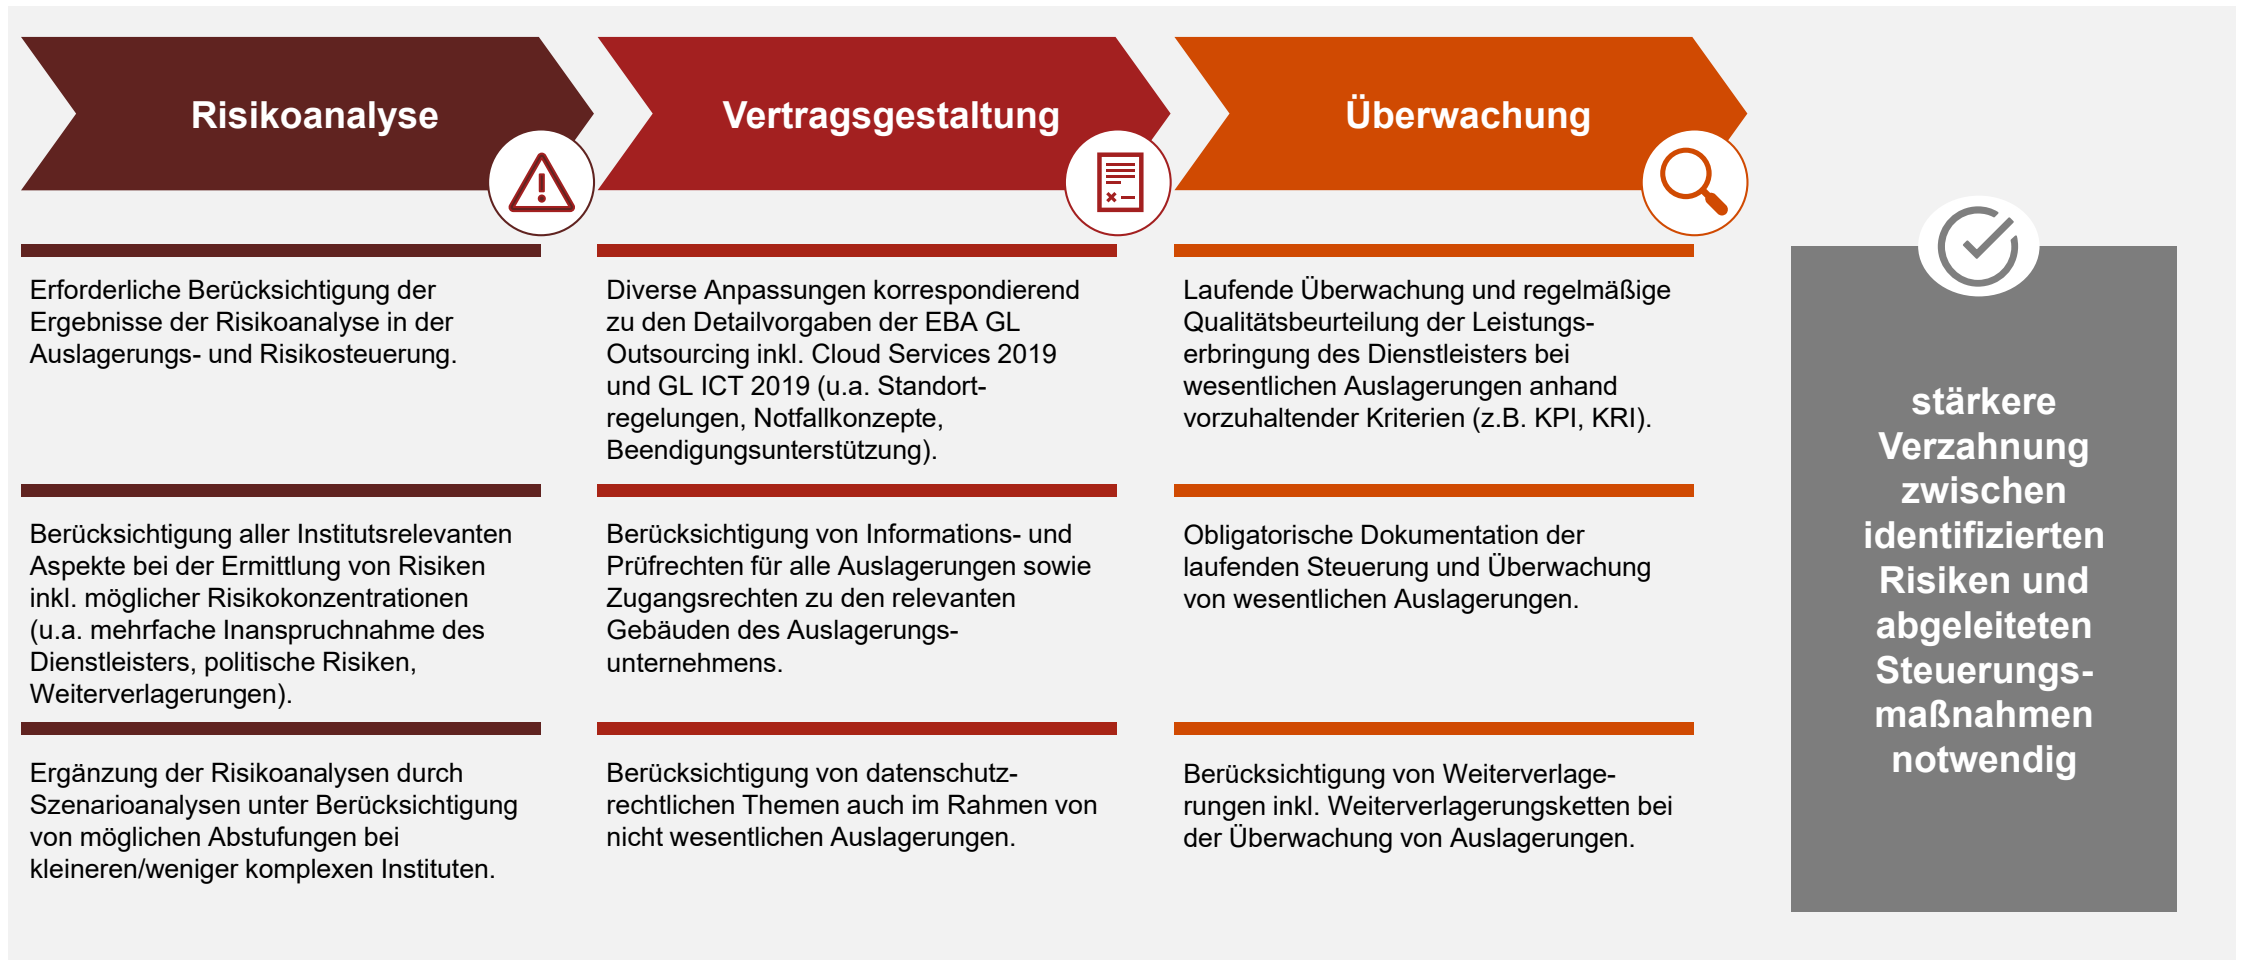 Risikoanalyse
Erforderliche Berücksichtigung der
Ergebnisse der Risikoanalyse in der
Auslagerungs- und Risikosteuerung.
Berücksichtigung aller Institutsrelevanten
Aspekte bei der Ermittlung von Risiken
inkl. möglicher Risikokonzentrationen
(u.a. mehrfache Inanspruchnahme des
Dienstleisters, politische Risiken,
Weiterverlagerungen).
Ergänzung der Risikoanalysen durch
Szenarioanalysen unter Berücksichtigung
von möglichen Abstufungen bei
kleineren/weniger komplexen Instituten.
Vertragsgestaltung
Diverse Anpassungen korrespondierend
zu den Detailvorgaben der EBA GL
Outsourcing inkl. Cloud Services 2019
und GL ICT 2019 (u.a. Standort-
regelungen, Notfallkonzepte,
Beendigungsunterstützung).
Berücksichtigung von Informations- und
Prüfrechten für alle Auslagerungen sowie
Zugangsrechten zu den relevanten
Gebäuden des Auslagerungs-
unternehmens.
Berücksichtigung von datenschutz-
rechtlichen Themen auch im Rahmen von
nicht wesentlichen Auslagerungen.
Überwachung
Laufende Überwachung und regelmäßige
Qualitätsbeurteilung der Leistungs-
erbringung des Dienstleisters bei
wesentlichen Auslagerungen anhand
vorzuhaltender Kriterien (z.B. KPI, KRI).
Obligatorische Dokumentation der
laufenden Steuerung und Überwachung
von wesentlichen Auslagerungen.
Berücksichtigung von Weiterverlage-
rungen inkl. Weiterverlagerungsketten bei
der Überwachung von Auslagerungen.
stärkere
Verzahnung
zwischen
identifizierten
Risiken und
abgeleiteten
Steuerungs-
maßnahmen
notwendig